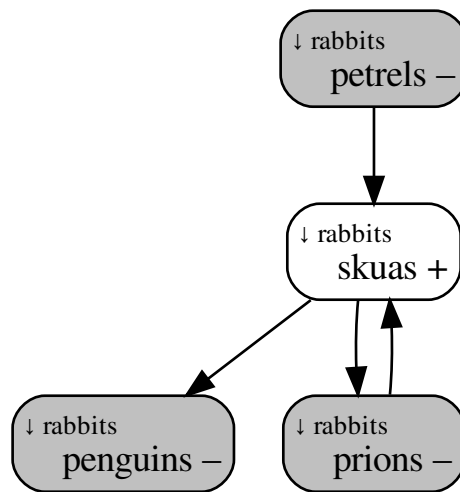 ↓ rabbits
petrels –
↓ rabbits
skuas +
↓ rabbits
penguins –
↓ rabbits
prions –